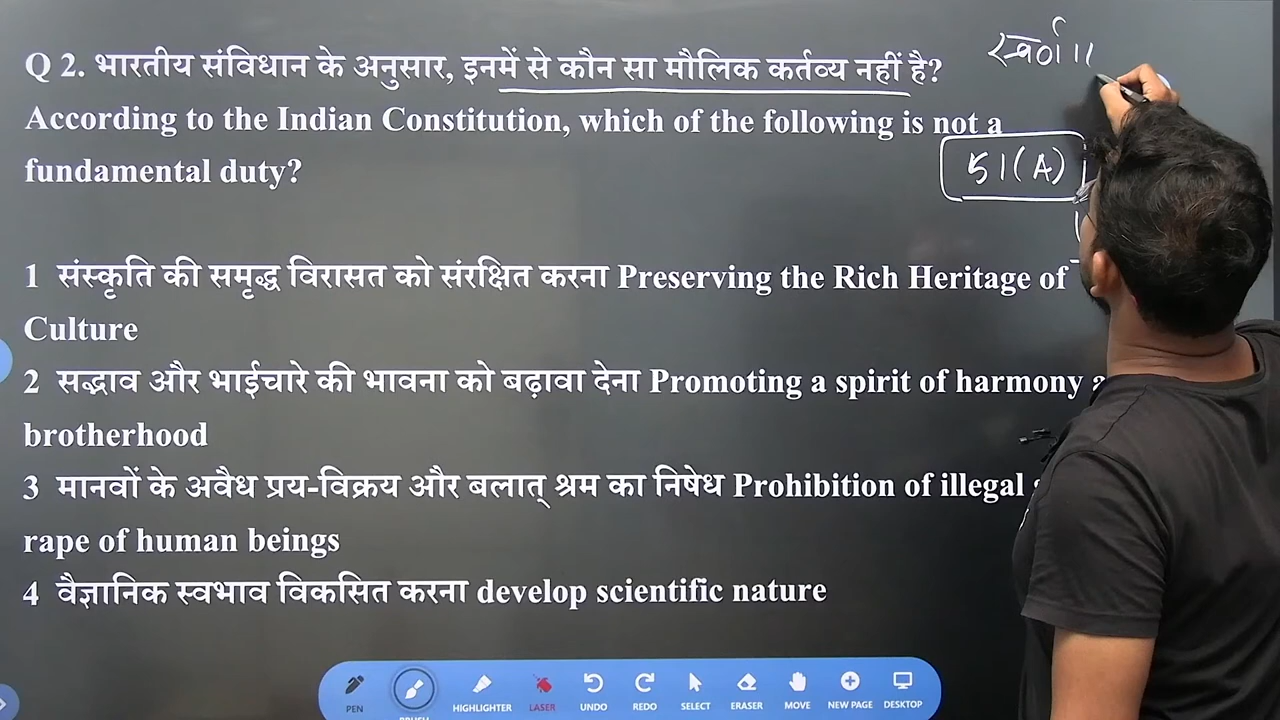 Q 2. भारतीय संविधान के अनुसार, इनमें से कौन सा मौलिक कर्तव्य नहीं है?
According to the Indian Constitution, which of the following is not a
fundamental duty?
51(A)
1 संस्कृति की समृद्ध विरासत को संरक्षित करना Preserving the Rich Heritage of
Culture
2 सद्भाव और भाईचारे की भावना को बढ़ावा देना Promoting a spirit of harmony
brotherhood
3 मानवों के अवैध प्रय-विक्रय और बलात् श्रम का निषेध Prohibition of illegal
rape of human beings
4 वैज्ञानिक स्वभाव विकसित करना develop scientific nature
PEN
HIGHLIGHTER
LASER
UNDO
REDO
SELECT
ERASER
MOVE
NEW PAGE
DESKTOP